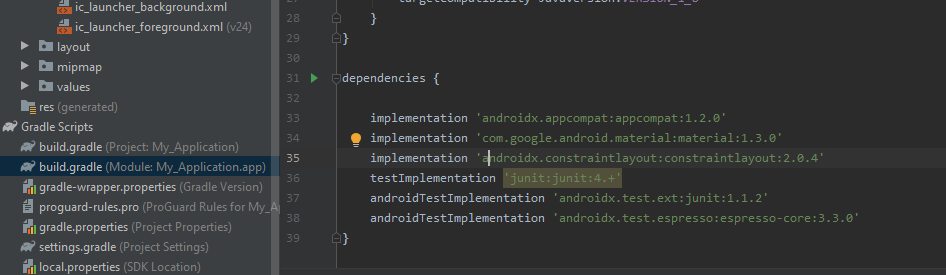 ic_launcher_background.xml
ic_launcher_foreground.xml (v24)
layout
mipmap
values
res (generated)
Gradle Scripts
build.gradle (Project: My_Application)
build.gradle (Module: My_Application.app)
gradle-wrapper.properties (Gradle Version)
proguard-rules.pro (ProGuard Rules for My_A
gradle.properties (Project Properties)
settings.gradle (Project Settings)
local.properties (SDK Location)
28 }
29 }
30
31 dependencies {
32
33 implementation 'androidx.appcompat:appcompat:1.2.0'
34 implementation 'com.google.android.material:material:1.3.0'
35 implementation 'androidx.constraintlayout:constraintlayout:2.0.4'
36 testImplementation 'junit:junit:4.+'
37 androidTestImplementation 'androidx.test.ext:junit:1.1.2'
38 androidTestImplementation 'androidx.test.espresso:espresso-core:3.3.0'
39 }